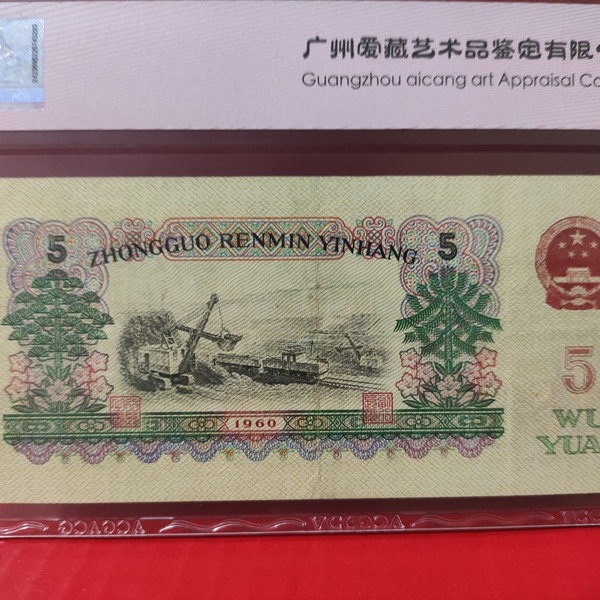 广州爱藏艺术品鉴定有限
Guangzhou aicang art Appraisal Co
ACG
5 ZHONGGUO RENMIN YINHANG 5
1960
5
WU
YUA